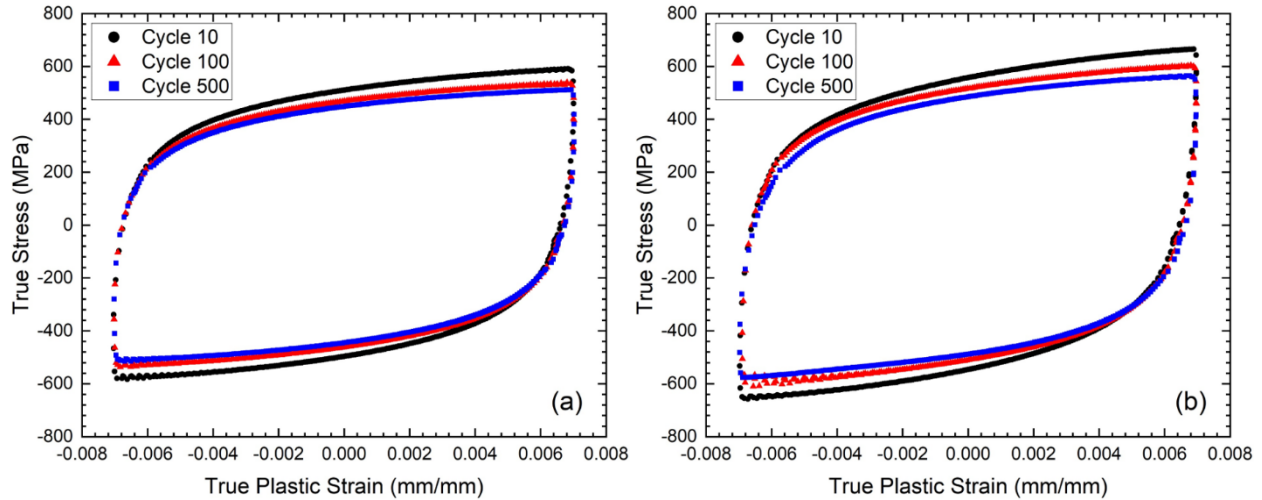 800
600
400
200
0
-200
-400
-600
-800
True Stress (MPa)
Cycle 10
Cycle 100
Cycle 500
(a)
-0.008 -0.006 -0.004 -0.002 0.000 0.002 0.004 0.006 0.008
True Plastic Strain (mm/mm)
800
600
400
200
0
-200
-400
-600
-800
True Stress (MPa)
Cycle 10
Cycle 100
Cycle 500
(b)
-0.008 -0.006 -0.004 -0.002 0.000 0.002 0.004 0.006 0.008
True Plastic Strain (mm/mm)